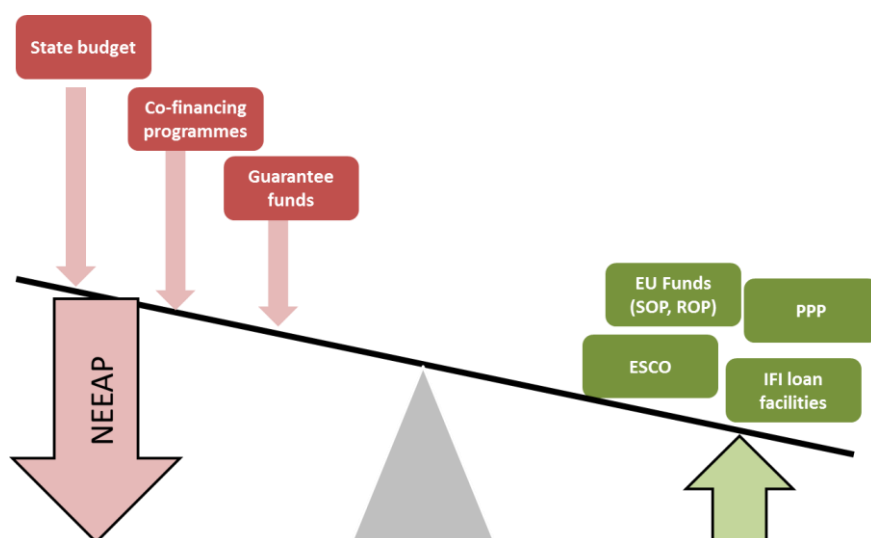 State budget
Co-financing
programmes
Guarantee
funds
EU Funds
(SOP, ROP)
PPP
ESCO
IFI loan
facilities
NEEAP